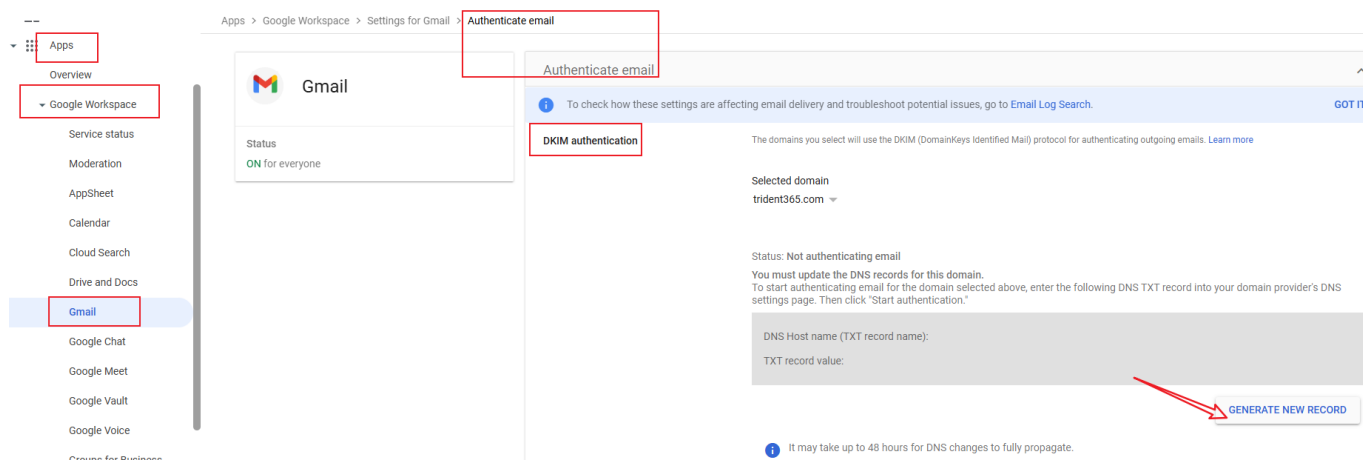 Apps > Google Workspace > Settings for Gmail > Authenticate email
Apps
Overview
Google Workspace
Service status
Moderation
AppSheet
Calendar
Cloud Search
Drive and Docs
Gmail
Google Chat
Google Meet
Google Vault
Google Voice
Groups for Business
Gmail
Status
ON for everyone
Authenticate email
To check how these settings are affecting email delivery and troubleshoot potential issues, go to Email Log Search.
GOT IT
DKIM authentication
The domains you select will use the DKIM (DomainKeys Identified Mail) protocol for authenticating outgoing emails. Learn more
Selected domain
trident365.com
Status: Not authenticating email
You must update the DNS records for this domain.
To start authenticating email for the domain selected above, enter the following DNS TXT record into your domain provider's DNS
settings page. Then click "Start authentication."
DNS Host name (TXT record name):
TXT record value:
GENERATE NEW RECORD
It may take up to 48 hours for DNS changes to fully propagate.